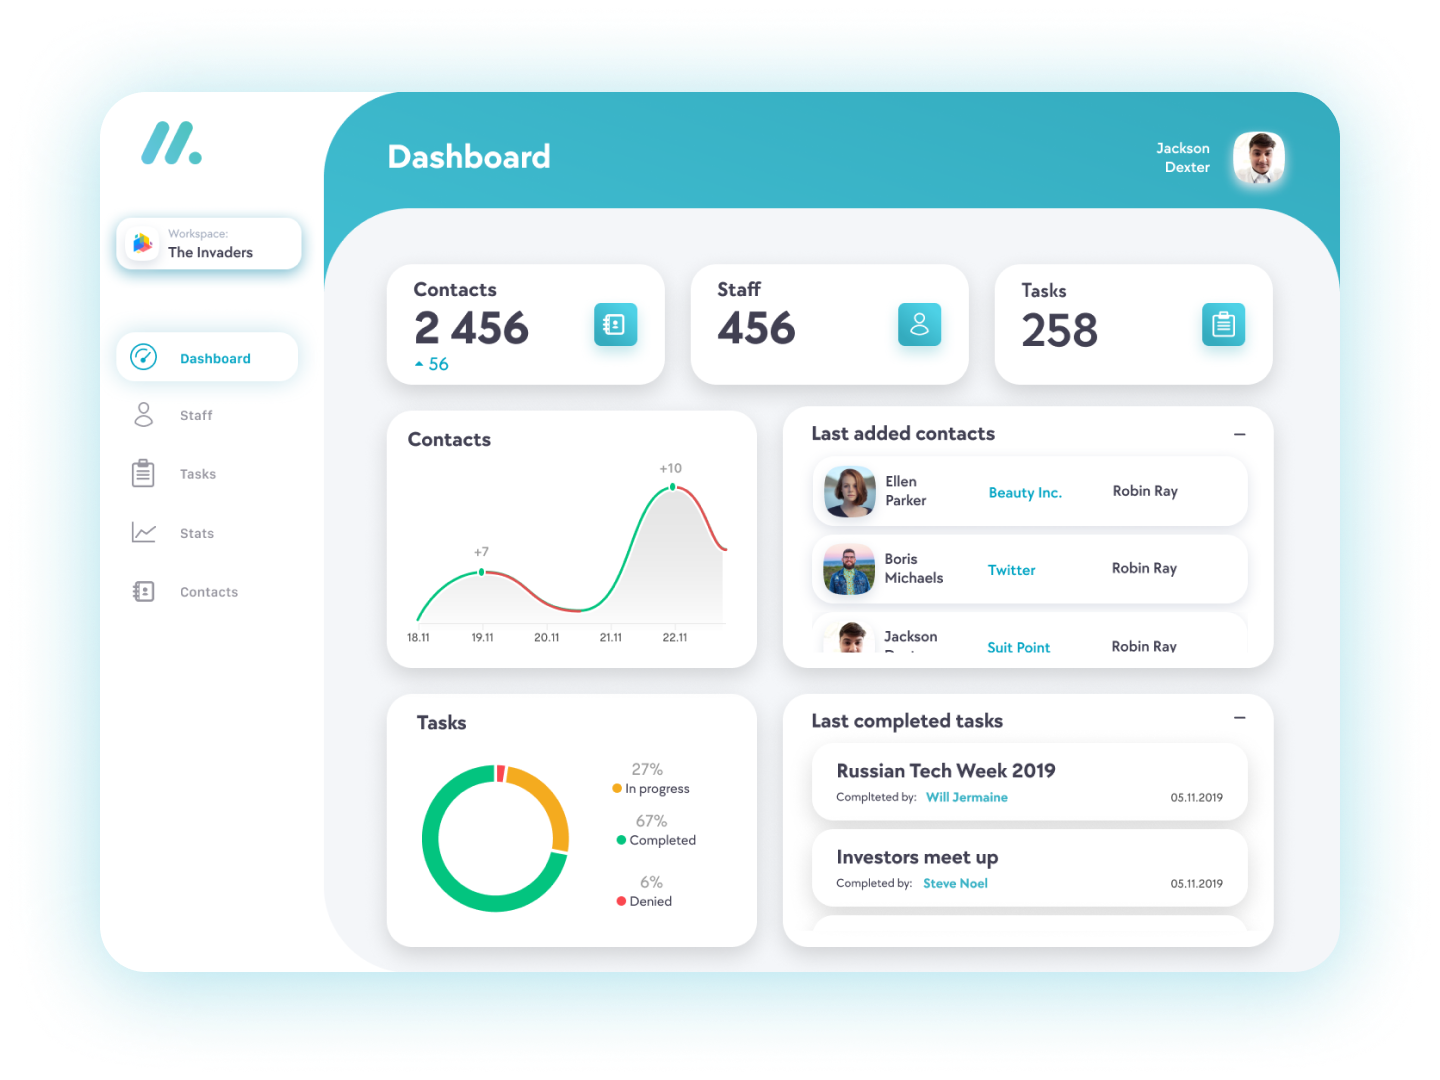 Dashboard
Jackson
Dexter
Workspace:
The Invaders
Dashboard
Staff
Tasks
Stats
Contacts
Contacts
2 456
56
Staff
456
Tasks
258
Contacts
+10
+7
18.11 19.11 20.11 21.11 22.11
Last added contacts
Ellen
Parker
Beauty Inc.
Robin Ray
Boris
Michaels
Twitter
Robin Ray
Jackson
Suit Point
Robin Ray
Tasks
27%
In progress
67%
Completed
6%
Denied
Last completed tasks
Russian Tech Week 2019
Complteted by: Will Jermaine 05.11.2019
Investors meet up
Completed by: Steve Noel 05.11.2019